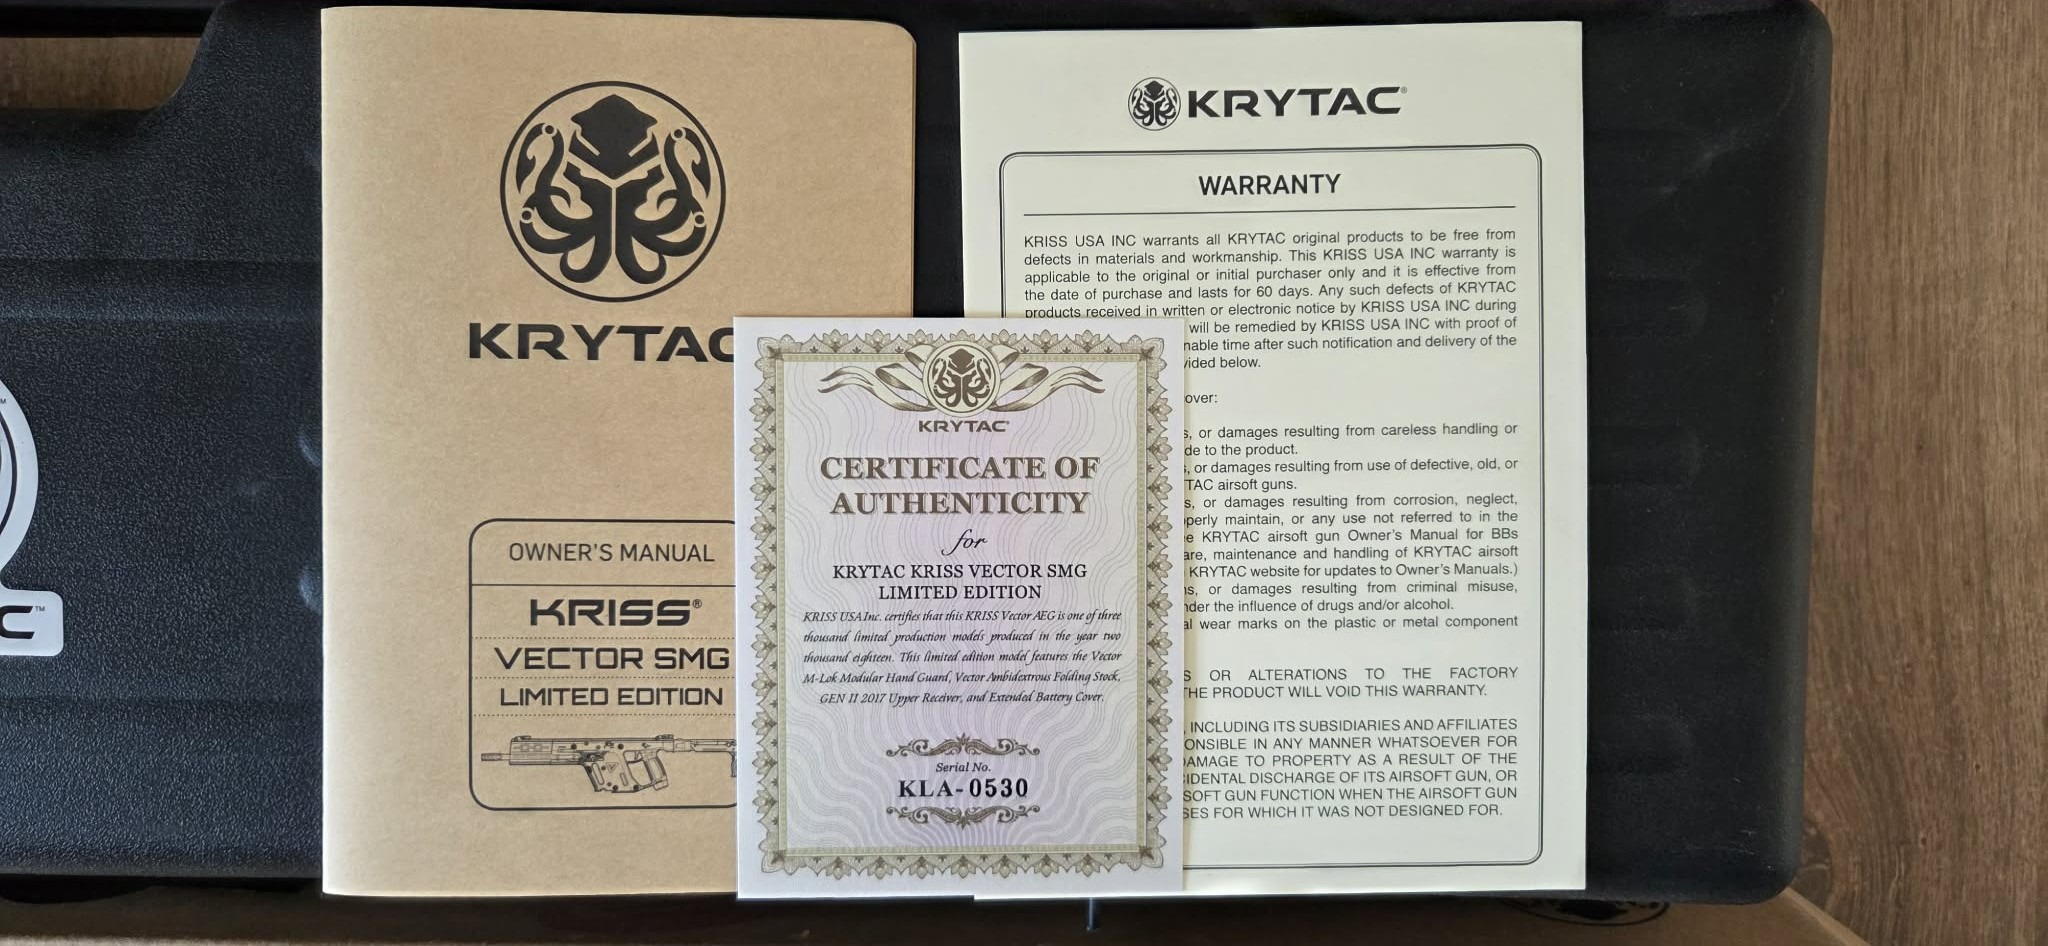 KRYTAC
OWNER'S MANUAL
KRISS®
VECTOR SMG
LIMITED EDITION
KRYTAC®
CERTIFICATE OF
AUTHENTICITY
for
KRYTAC KRISS VECTOR SMG
LIMITED EDITION
KRISS USA Inc. certifies that this KRISS Vector AEG is one of three
thousand limited production models produced in the year two
thousand eighteen. This limited edition model features the Vector
M-Lok Modular Hand Guard, Vector Ambidextrous Folding Stock,
GEN II 2017 Upper Receiver, and Extended Battery Cover.
Serial No.
KLA-0530
KRYTAC®
WARRANTY
KRISS USA INC warrants all KRYTAC original products to be free from
defects in materials and workmanship. This KRISS USA INC warranty is
applicable to the original or initial purchaser only and it is effective from
the date of purchase and lasts for 60 days. Any such defects of KRYTAC
products received in written or electronic notice by KRISS USA INC during
will be remedied by KRISS USA INC with proof of
time after such notification and delivery of the
below.
or damages resulting from careless handling or
to the product.
or damages resulting from use of defective, old, or
airsoft guns.
or damages resulting from corrosion, neglect,
maintain, or any use not referred to in the
KRYTAC airsoft gun Owner's Manual for BBs
maintenance and handling of KRYTAC airsoft
KRYTAC website for updates to Owner's Manuals.)
or damages resulting from criminal misuse,
the influence of drugs and/or alcohol.
wear marks on the plastic or metal component
OR ALTERATIONS TO THE FACTORY
THE PRODUCT WILL VOID THIS WARRANTY.
INCLUDING ITS SUBSIDIARIES AND AFFILIATES
IN ANY MANNER WHATSOEVER FOR
DAMAGE TO PROPERTY AS A RESULT OF THE
DISCHARGE OF ITS AIRSOFT GUN, OR
GUN FUNCTION WHEN THE AIRSOFT GUN
FOR WHICH IT WAS NOT DESIGNED FOR.